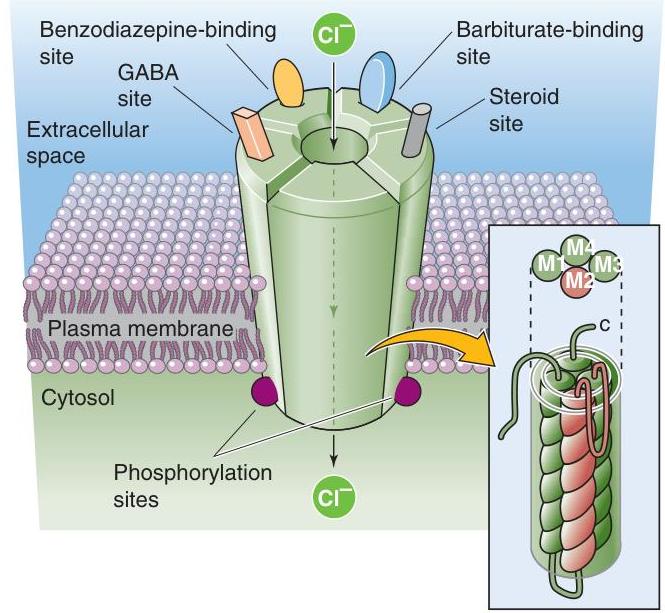 Benzodiazepine-binding
site
Cl⁻
Barbiturate-binding
site
GABA
site
Steroid
site
Extracellular
space
M4
M1
M3
M2
C
Plasma membrane
Cytosol
Phosphorylation
sites
Cl⁻